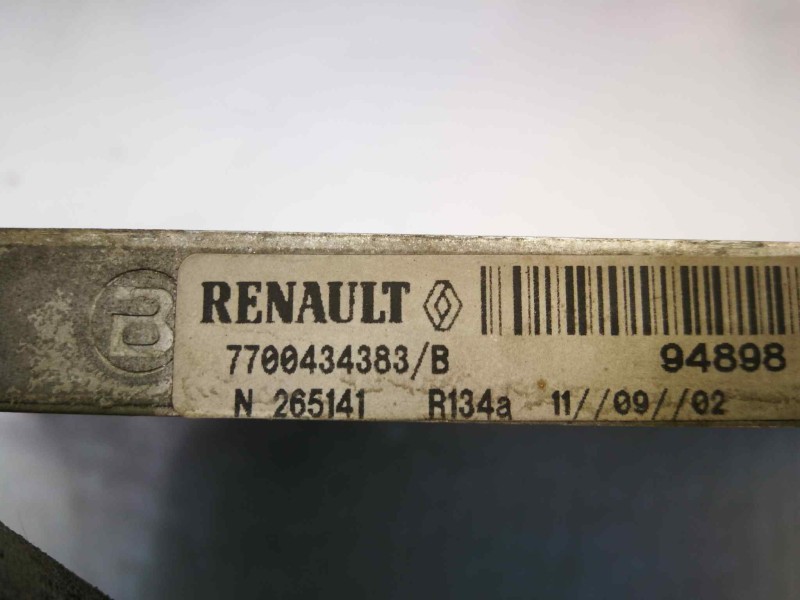 B
RENAULT
7700434383/B 94898
N 265141 R134a 11//09//02